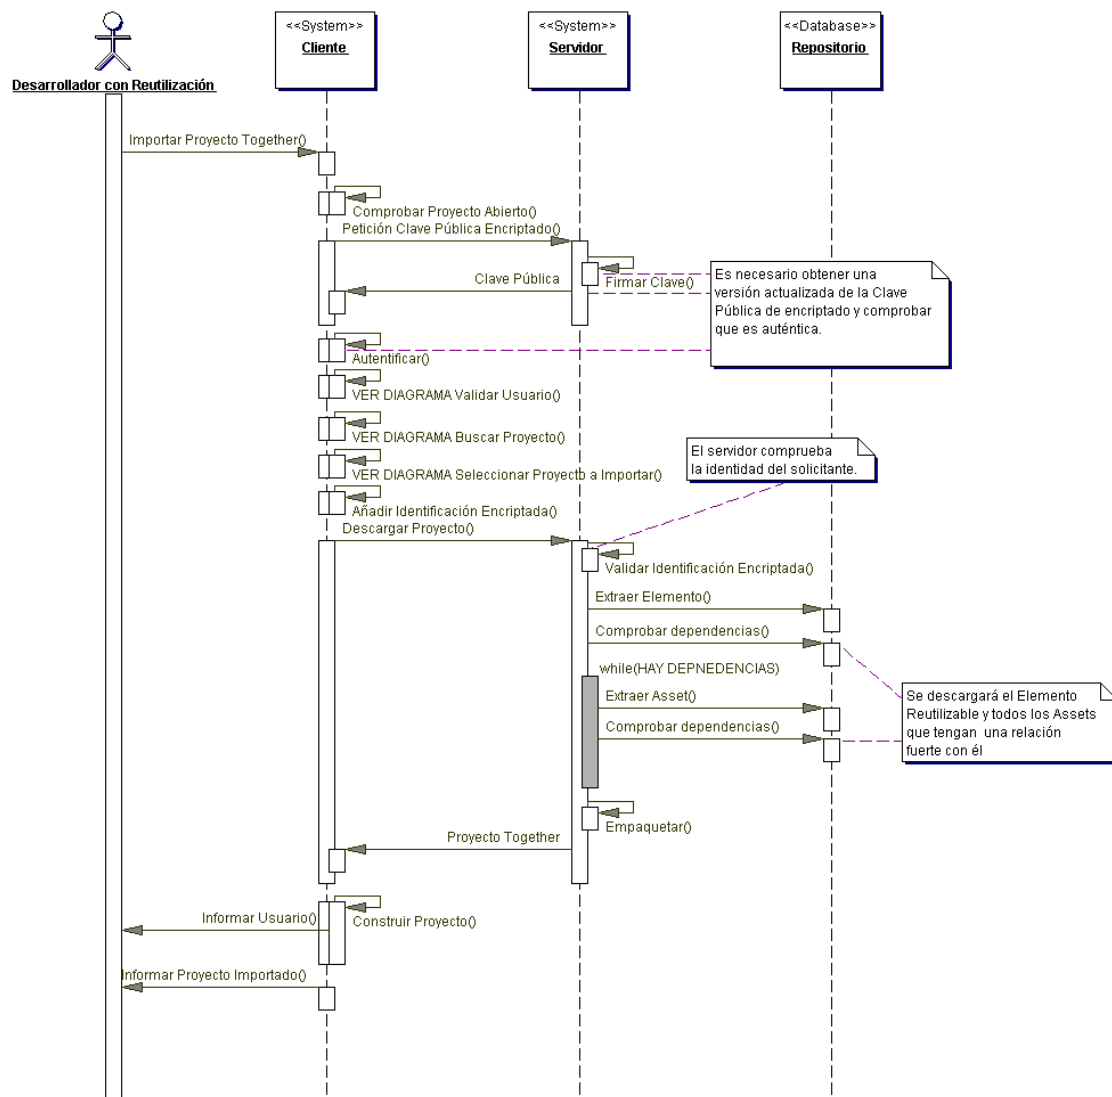 <<System>>
Cliente
<<System>>
Servidor
<<Database>>
Repositorio
Desarrollador con Reutilización
Importar Proyecto Together()
Comprobar Proyecto Abierto()
Petición Clave Pública Encriptado()
Firmar Clave()
Clave Pública
Es necesario obtener una
versión actualizada de la Clave
Pública de encriptado y comprobar
que es auténtica.
Autentificar()
VER DIAGRAMA Validar Usuario()
VER DIAGRAMA Buscar Proyecto()
El servidor comprueba
la identidad del solicitante.
VER DIAGRAMA Seleccionar Proyecto a Importar()
Añadir Identificación Encriptada()
Descargar Proyecto()
Validar Identificación Encriptada()
Extraer Elemento()
Comprobar dependencias()
while(HAY DEPNEDENCIAS)
Extraer Asset()
Comprobar dependencias()
Se descargará el Elemento
Reutilizable y todos los Assets
que tengan una relación
fuerte con él
Empaquetar()
Proyecto Together
Construir Proyecto()
Informar Usuario()
Informar Proyecto Importado()